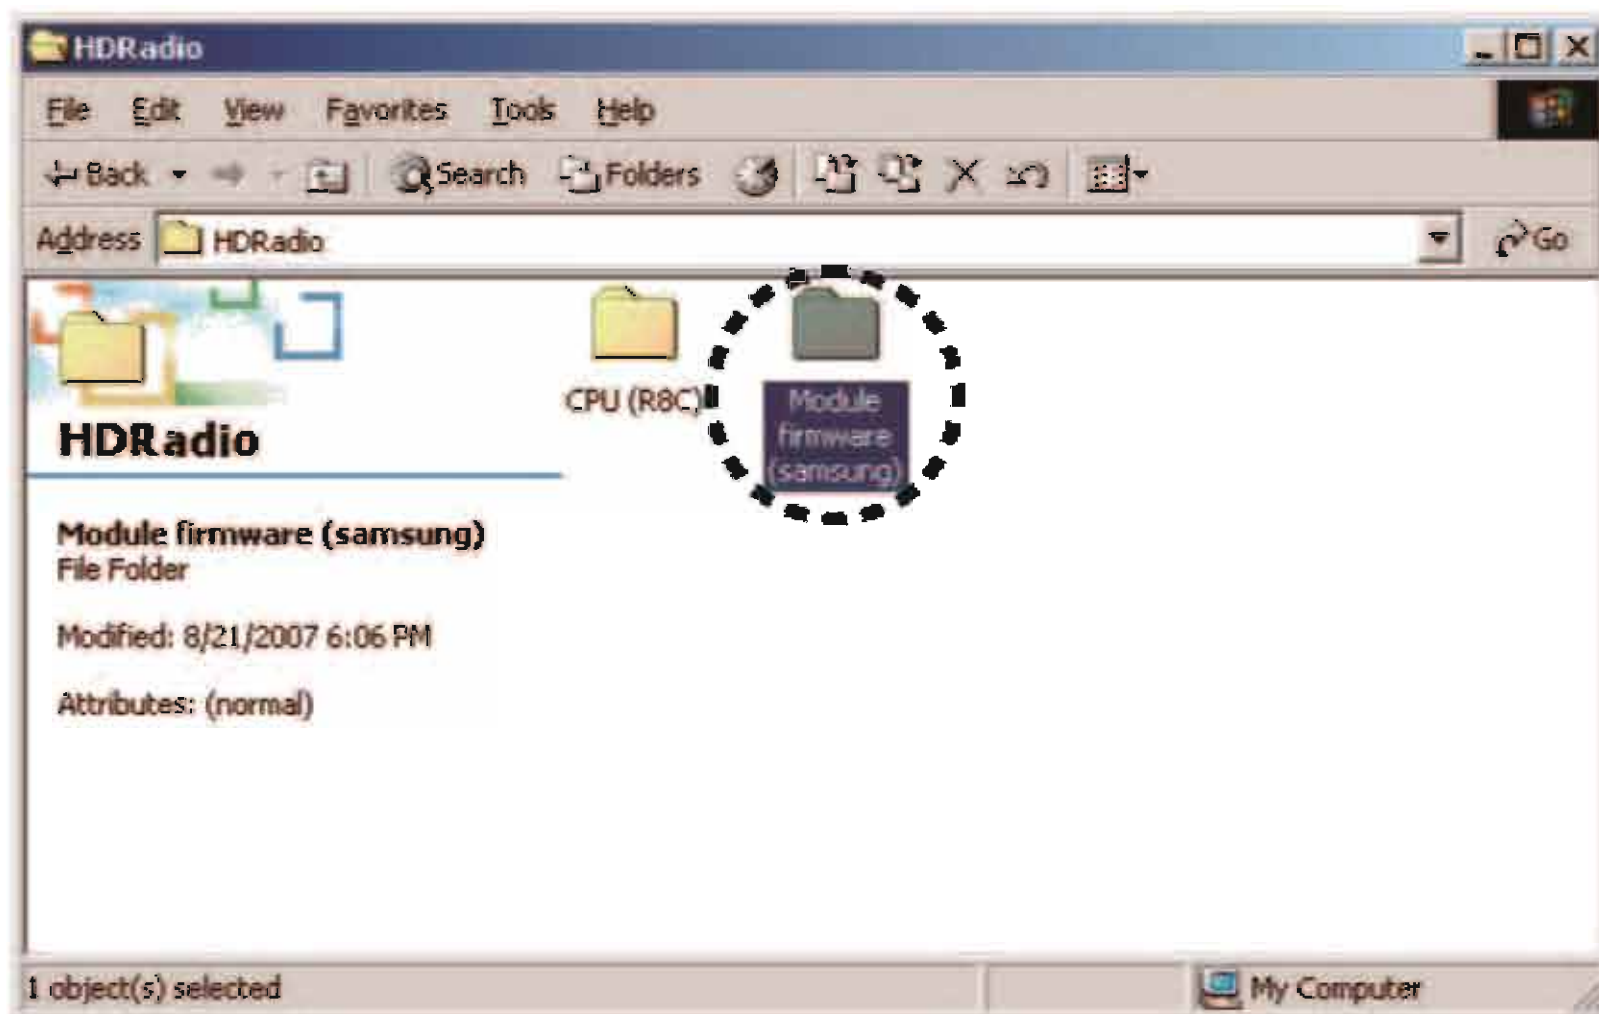 HDRadio
File Edit View Favorites Tools Help
Back Search Folders
Address HDRadio Go
CPU (R8C)
Module
firmware
(samsung)
HDRadio
Module firmware (samsung)
File Folder
Modified: 8/21/2007 6:06 PM
Attributes: (normal)
1 object(s) selected My Computer